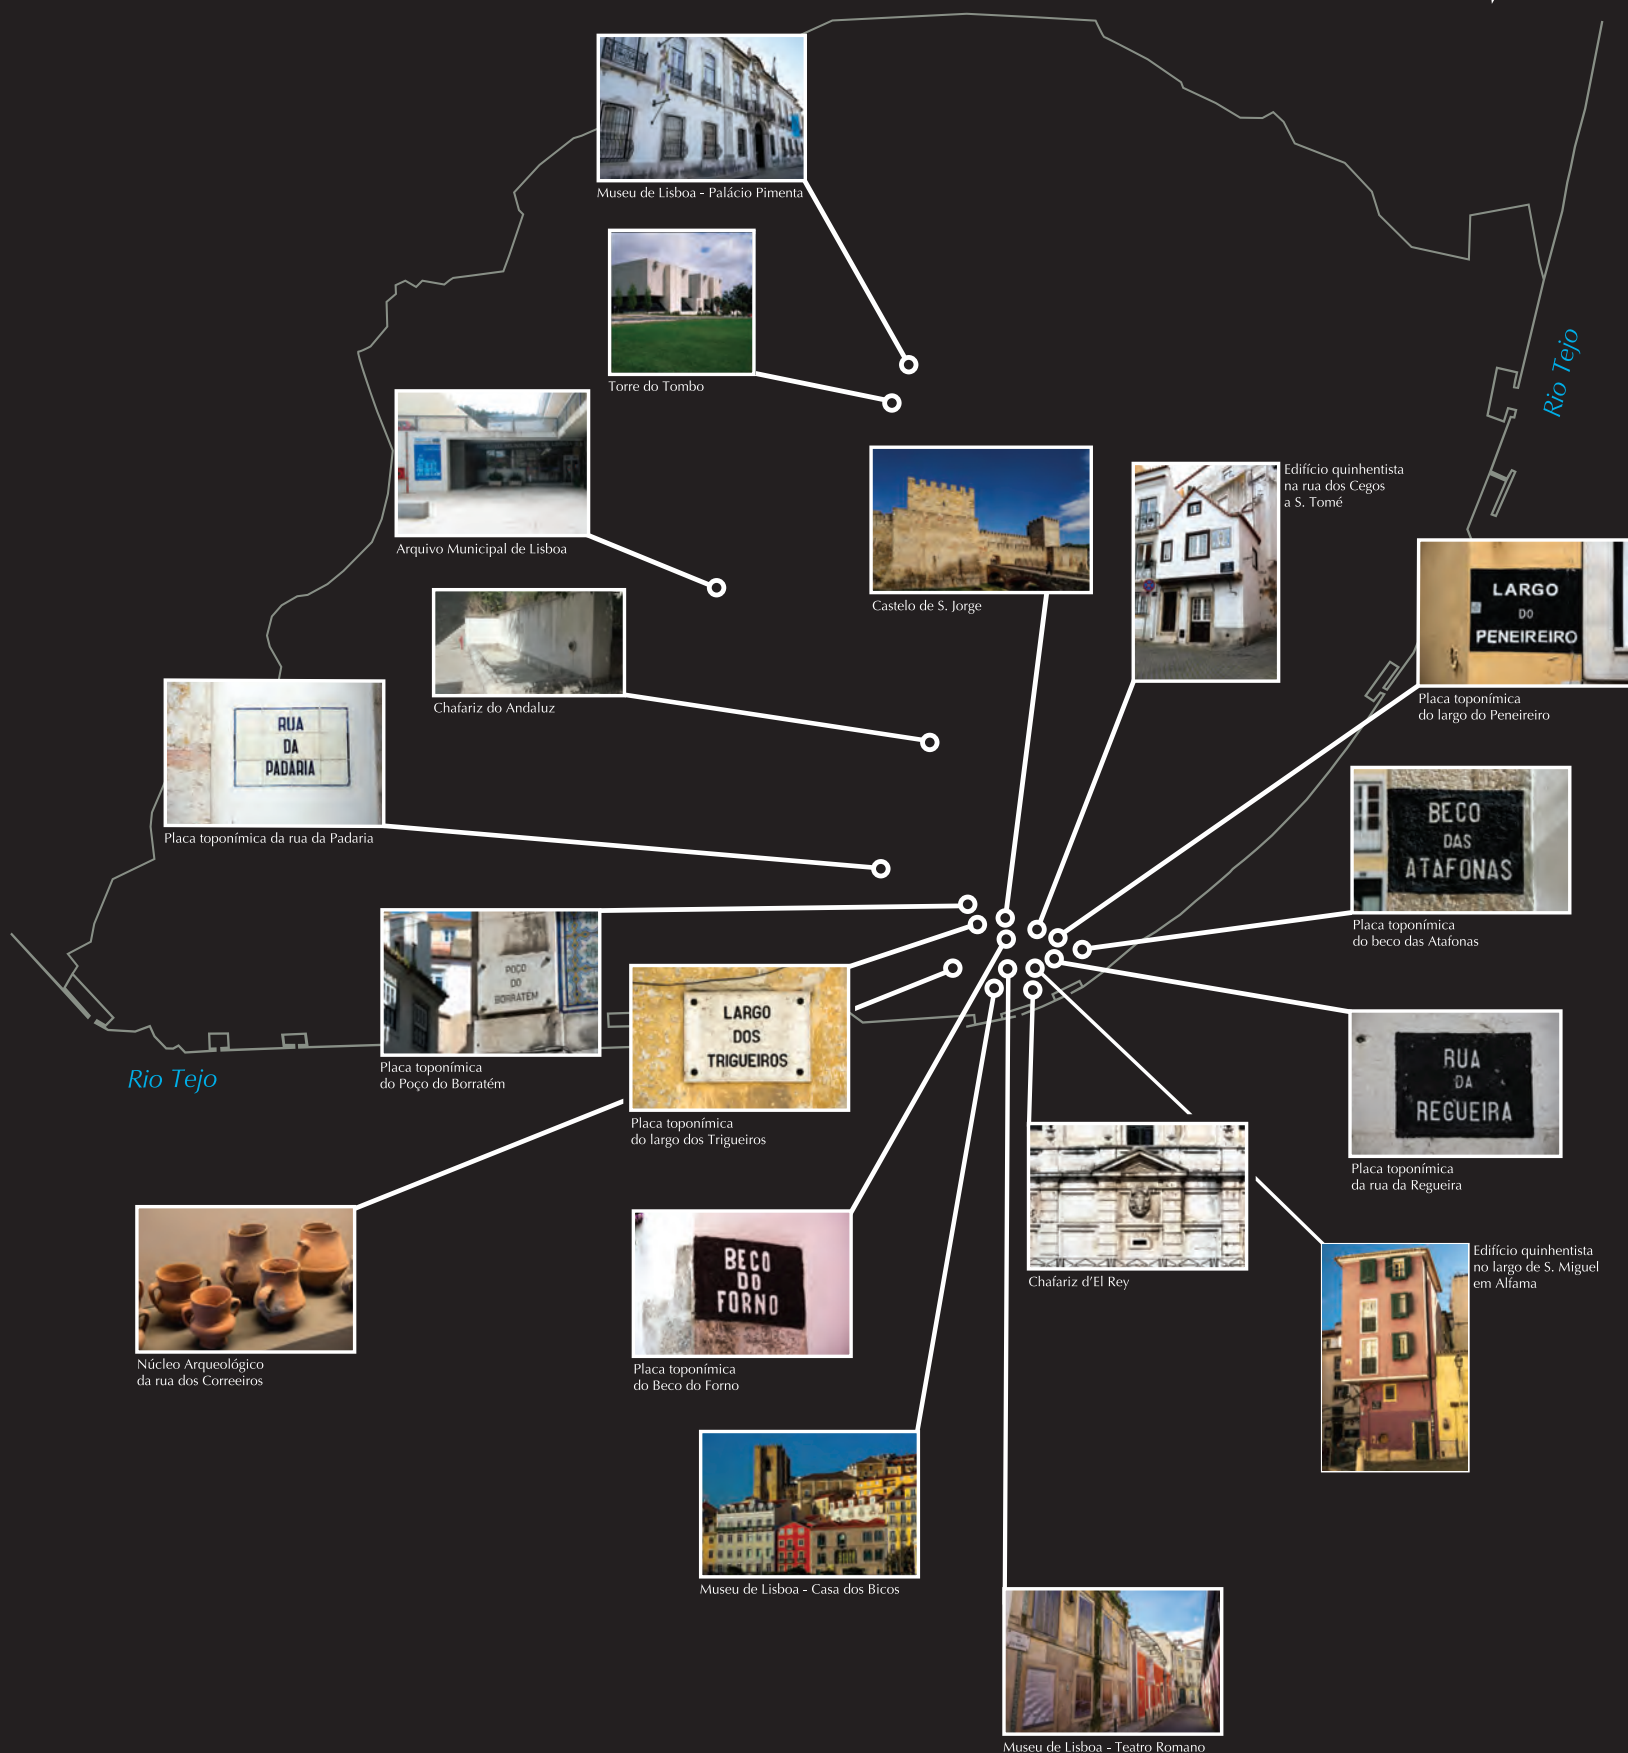 Museu de Lisboa - Palácio Pimenta
Torre do Tombo
Rio Tejo
Arquivo Municipal de Lisboa
Castelo de S. Jorge
Edifício quinhentista
na rua dos Cegos
a S. Tomé
LARGO
DO
PENEIREIRO
Placa toponímica
do largo do Peneireiro
Chafariz do Andaluz
RUA
DA
PADARIA
Placa toponímica da rua da Padaria
BECO
DAS
ATAFONAS
Placa toponímica
do beco das Atafonas
POÇO
DO
BORRATEM
Placa toponímica
do Poço do Borratém
Rio Tejo
LARGO
DOS
TRIGUEIROS
Placa toponímica
do largo dos Trigueiros
RUA
DA
REGUEIRA
Placa toponímica
da rua da Regueira
Chafariz d'El Rey
Núcleo Arqueológico
da rua dos Correeiros
BECO
DO
FORNO
Placa toponímica
do Beco do Forno
Edifício quinhentista
no largo de S. Miguel
em Alfama
Museu de Lisboa - Casa dos Bicos
Museu de Lisboa - Teatro Romano